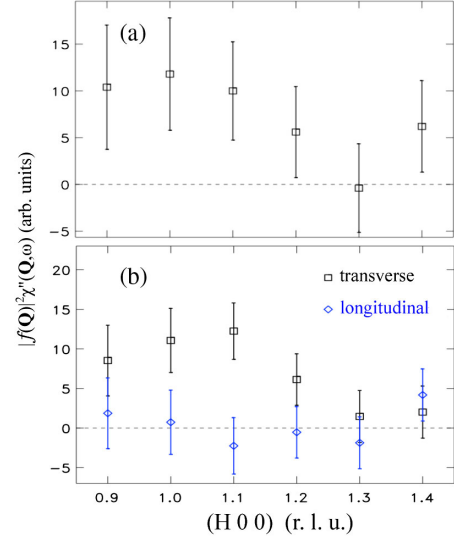 |f(Q)|²χ″(Q,ω) (arb. units)
(a)
15
10
5
0
−5
(b)
20
15
10
5
0
−5
transverse
longitudinal
0.9 1.0 1.1 1.2 1.3 1.4
(H 0 0) (r. l. u.)